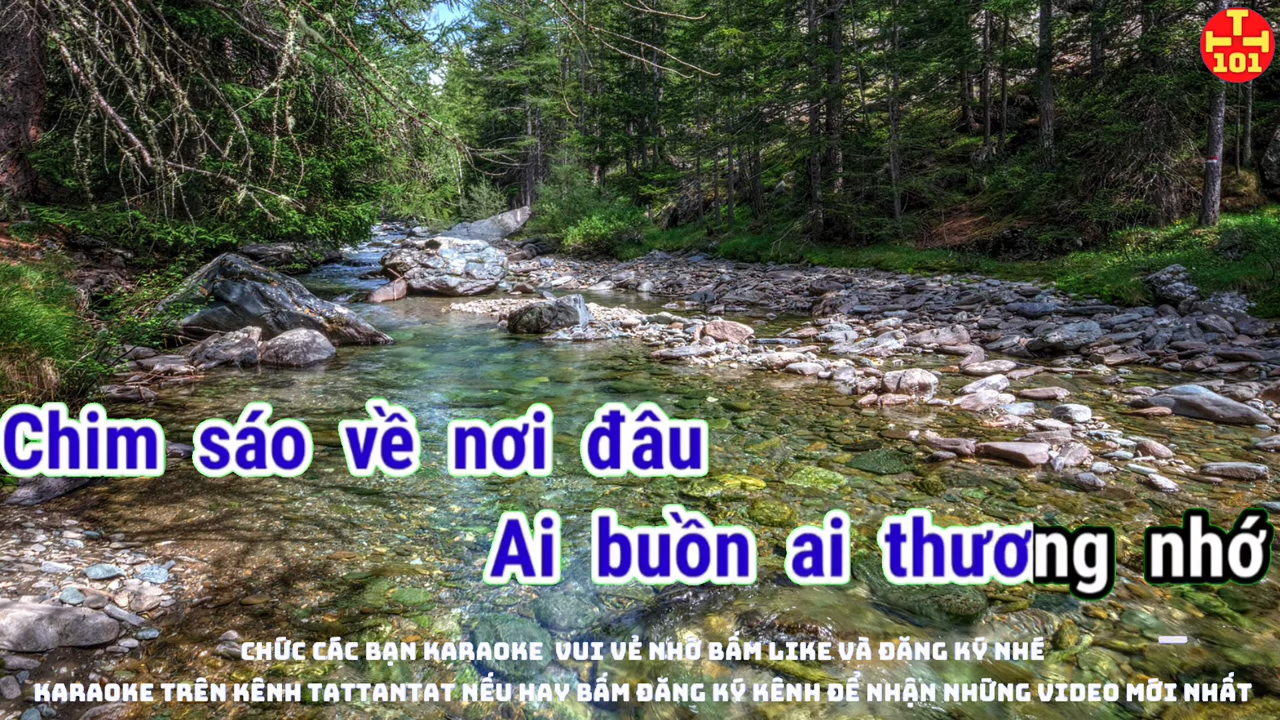 TTT
101
Chim sáo về nơi đâu
Ai buồn ai thương nhớ
CHỨC CÁC BẠN KARAOKE VUI VẺ NHỚ BẤM LIKE VÀ ĐĂNG KÝ NHÉ
KARAOKE TRÊN KÊNH TATTANTAT NẾU HAY BẤM ĐĂNG KÝ KÊNH ĐỂ NHẬN NHỮNG VIDEO MỚI NHẤT